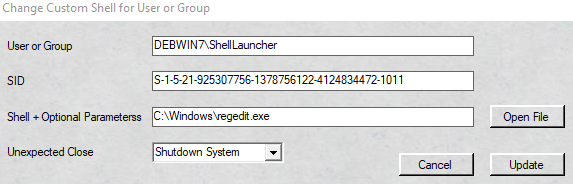 Change Custom Shell for User or Group
User or Group DEBWIN7\ShellLauncher
SID S-1-5-21-925307756-1378756122-4124834472-1011
Shell + Optional Parameterss C:\Windows\regedit.exe Open File
Unexpected Close Shutdown System
Cancel Update